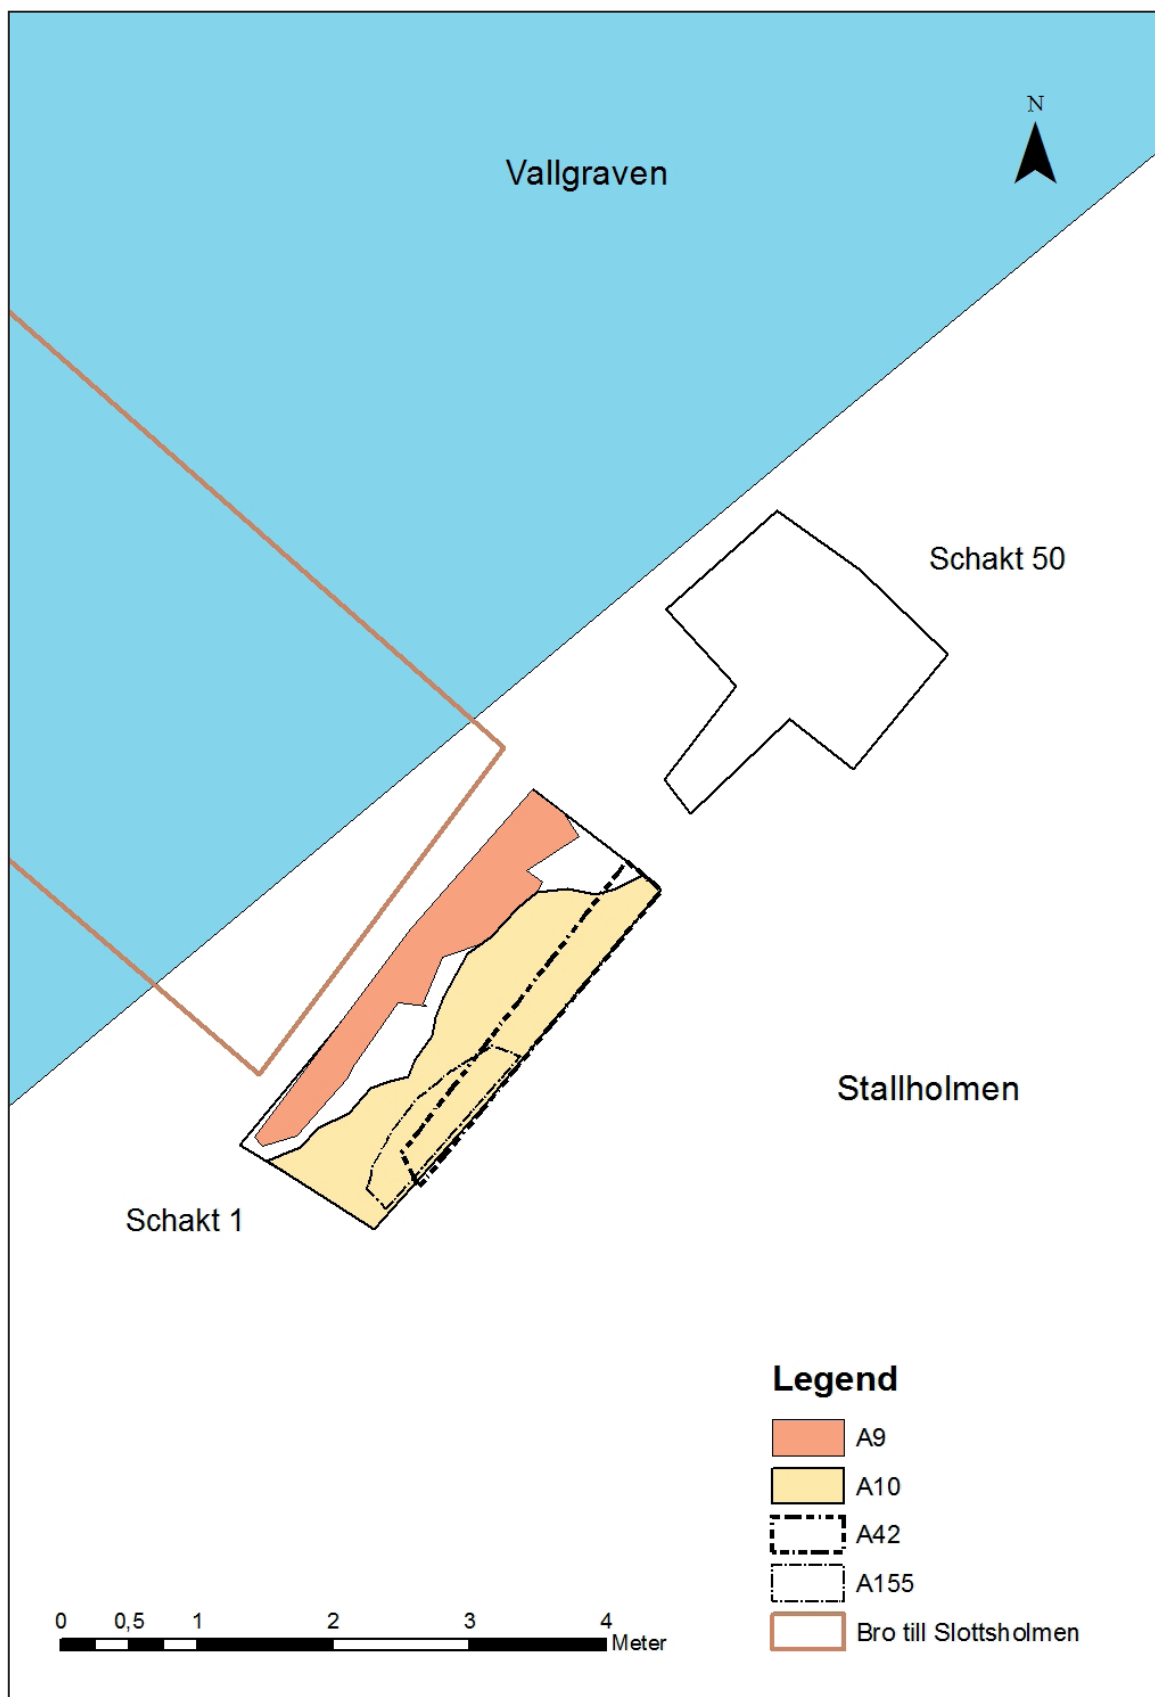 N
Vallgraven
Schakt 50
Stallholmen
Schakt 1
Legend
A9
A10
A42
A155
Bro till Slottsholmen
0 0,5 1 2 3 4
Meter